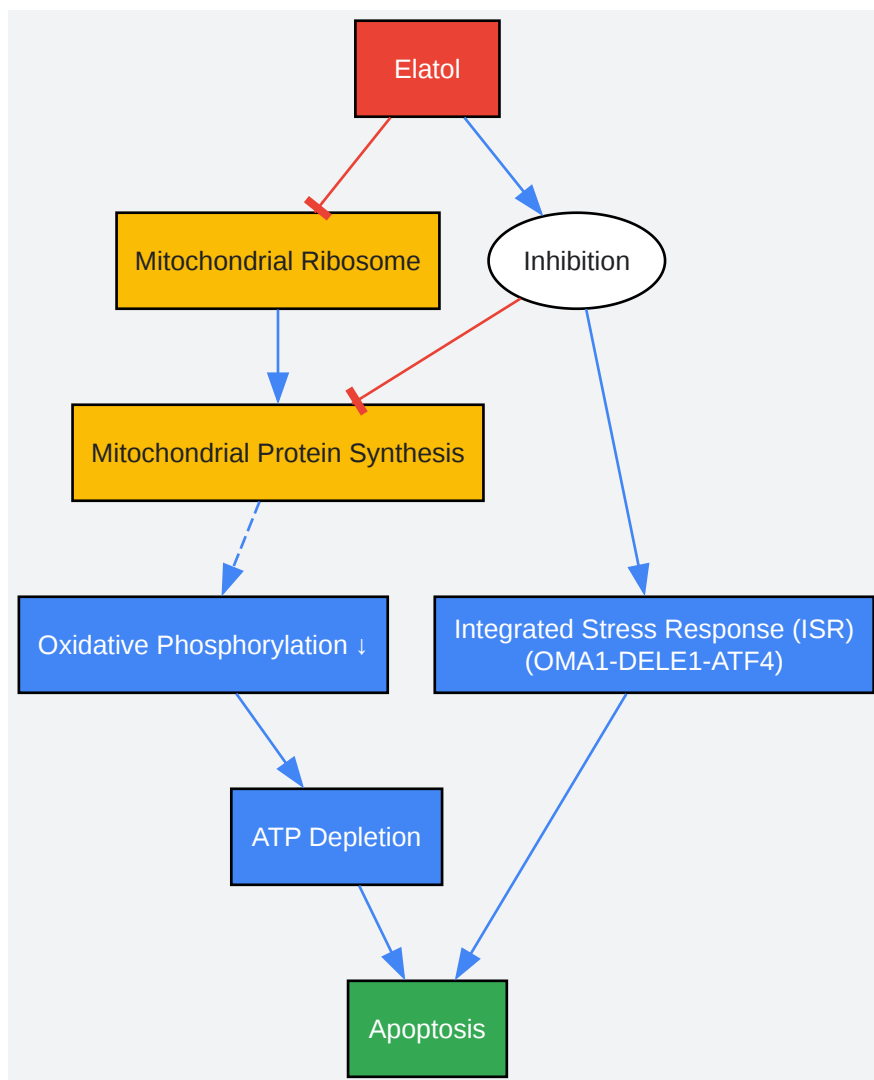 Elatol
Mitochondrial Ribosome
Inhibition
Mitochondrial Protein Synthesis
Oxidative Phosphorylation ↓
Integrated Stress Response (ISR)
(OMA1-DELE1-ATF4)
ATP Depletion
Apoptosis